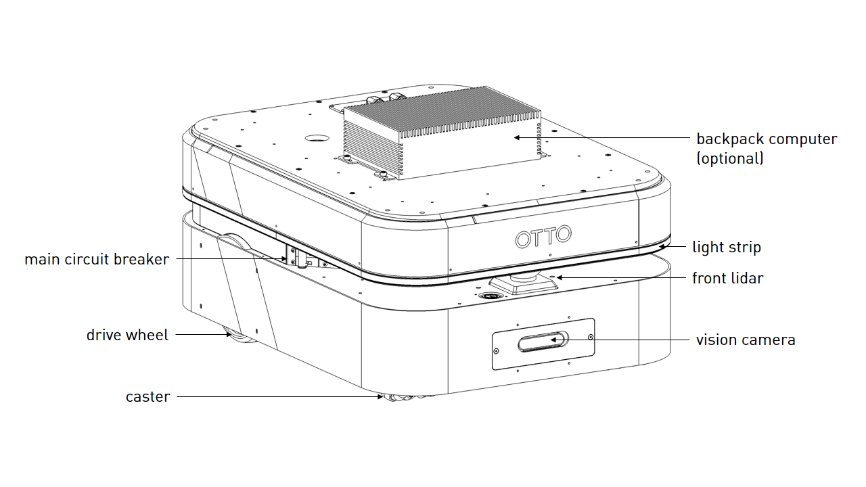 backpack computer
(optional)
OTTO
light strip
main circuit breaker
front lidar
drive wheel
vision camera
caster